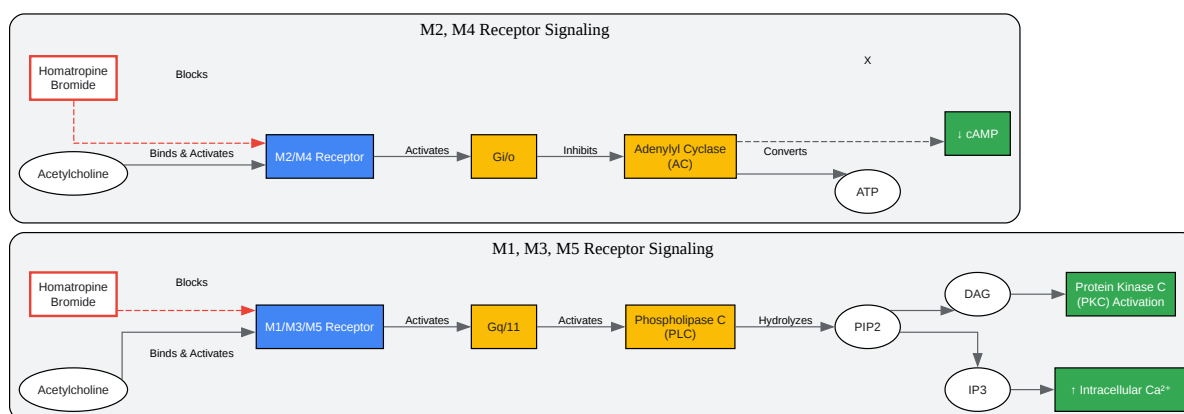 M2, M4 Receptor Signaling
Homatropine
Bromide
Blocks
X
Acetylcholine
Binds & Activates
M2/M4 Receptor
Activates
Gi/o
Inhibits
Adenylyl Cyclase
(AC)
Converts
↓ cAMP
ATP
M1, M3, M5 Receptor Signaling
Homatropine
Bromide
Blocks
Acetylcholine
Binds & Activates
M1/M3/M5 Receptor
Activates
Gq/11
Activates
Phospholipase C
(PLC)
Hydrolyzes
PIP2
DAG
Protein Kinase C
(PKC) Activation
IP3
↑ Intracellular Ca²⁺